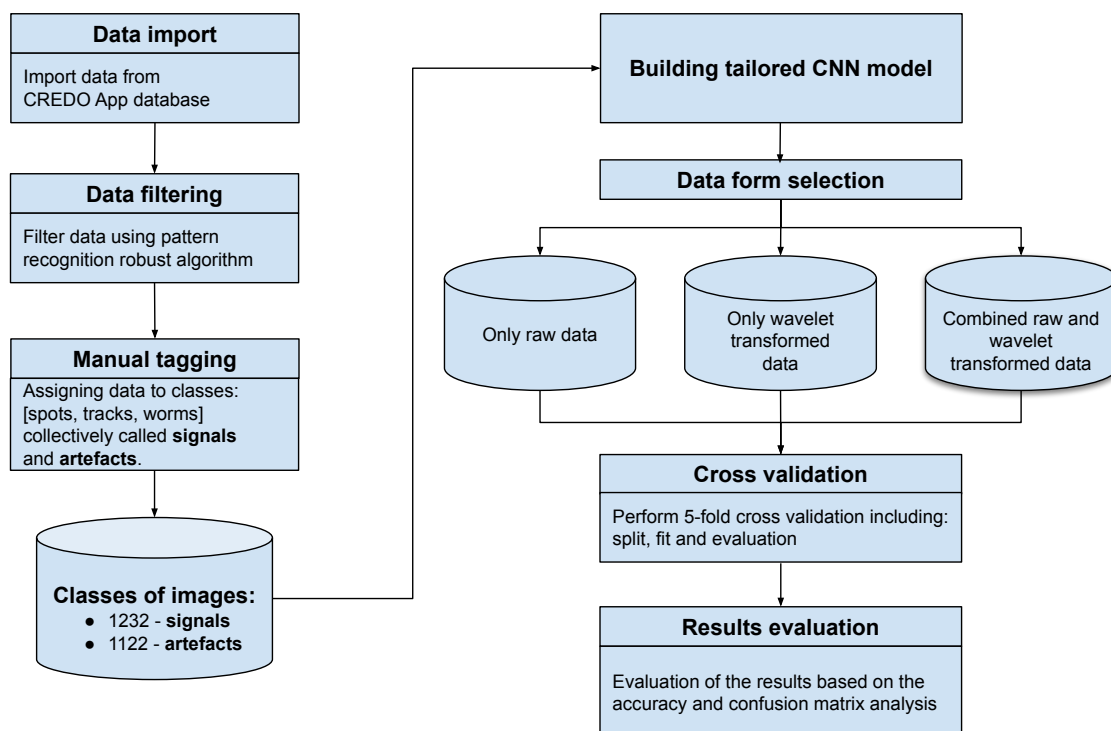 Data import
Import data from
CREDO App database
Data filtering
Filter data using pattern
recognition robust algorithm
Manual tagging
Assigning data to classes:
[spots, tracks, worms]
collectively called signals
and artefacts.
Classes of images:
● 1232 - signals
● 1122 - artefacts
Building tailored CNN model
Data form selection
Only raw data
Only wavelet
transformed
data
Combined raw and
wavelet
transformed data
Cross validation
Perform 5-fold cross validation including:
split, fit and evaluation
Results evaluation
Evaluation of the results based on the
accuracy and confusion matrix analysis